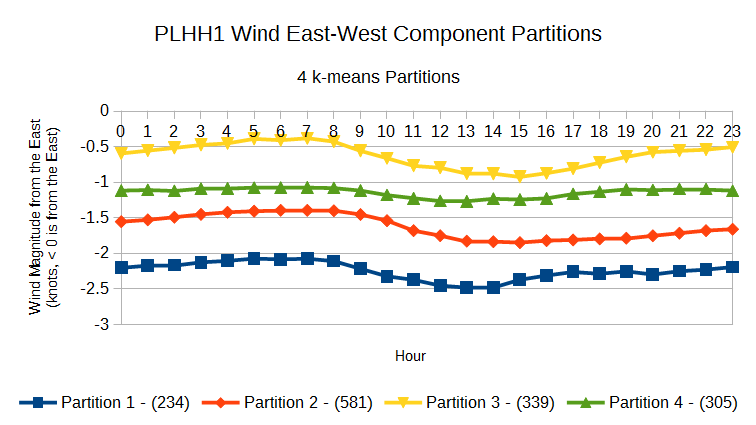 PLHH1 Wind East-West Component Partitions
4 k-means Partitions
Wind Magnitude from the East
(knots, < 0 is from the East)
0
-0.5
-1
-1.5
-2
-2.5
-3
0 1 2 3 4 5 6 7 8 9 10 11 12 13 14 15 16 17 18 19 20 21 22 23
Hour
Partition 1 - (234) Partition 2 - (581) Partition 3 - (339) Partition 4 - (305)